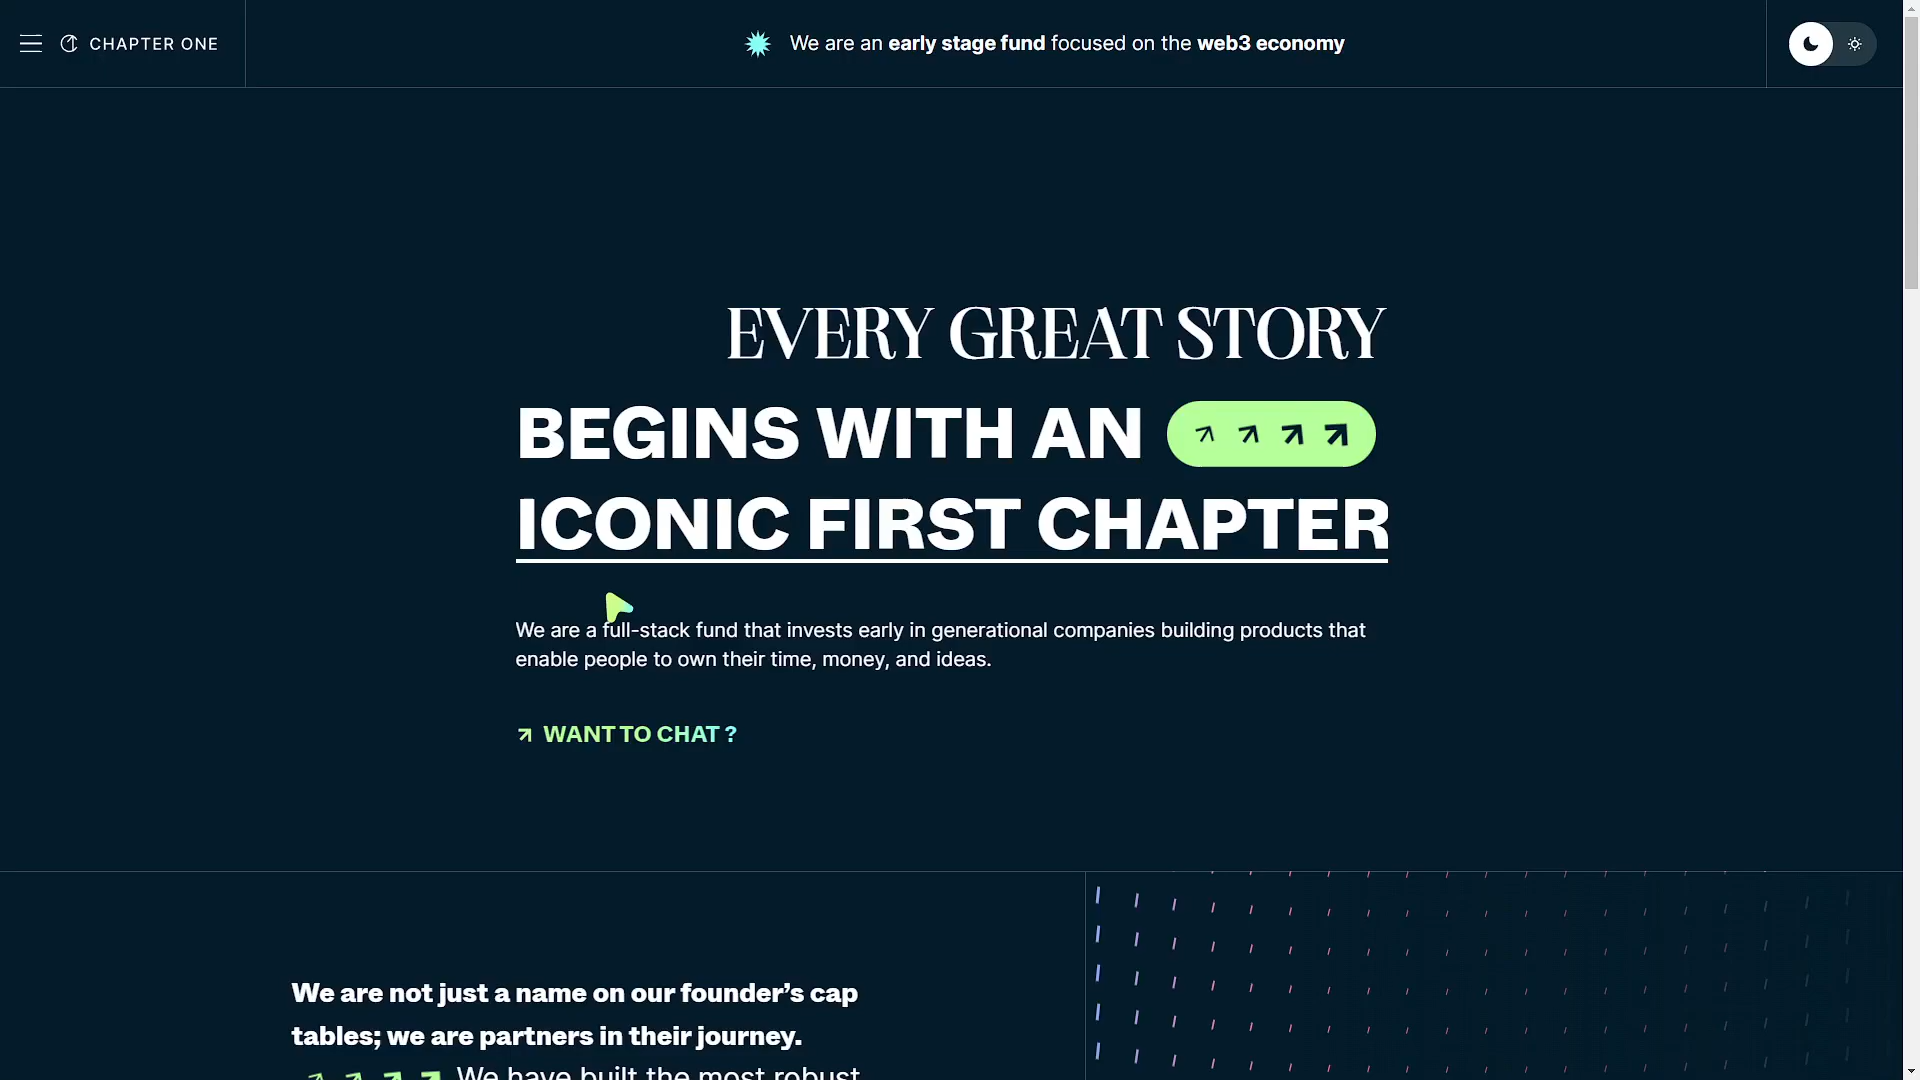 CHAPTER ONE
We are an early stage fund focused on the web3 economy
EVERY GREAT STORY
BEGINS WITH AN
ICONIC FIRST CHAPTER
We are a full-stack fund that invests early in generational companies building products that
enable people to own their time, money, and ideas.
WANT TO CHAT ?
We are not just a name on our founder’s cap
tables; we are partners in their journey.
We have built the most robust